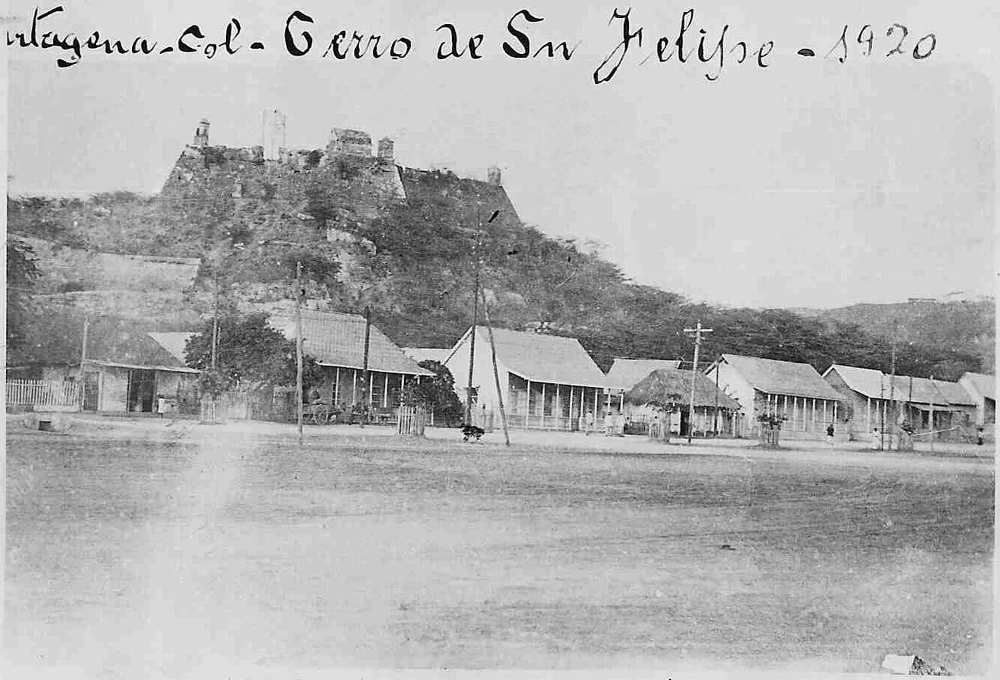 rtagena - Col - Cerro de Sn Felipe - 1920